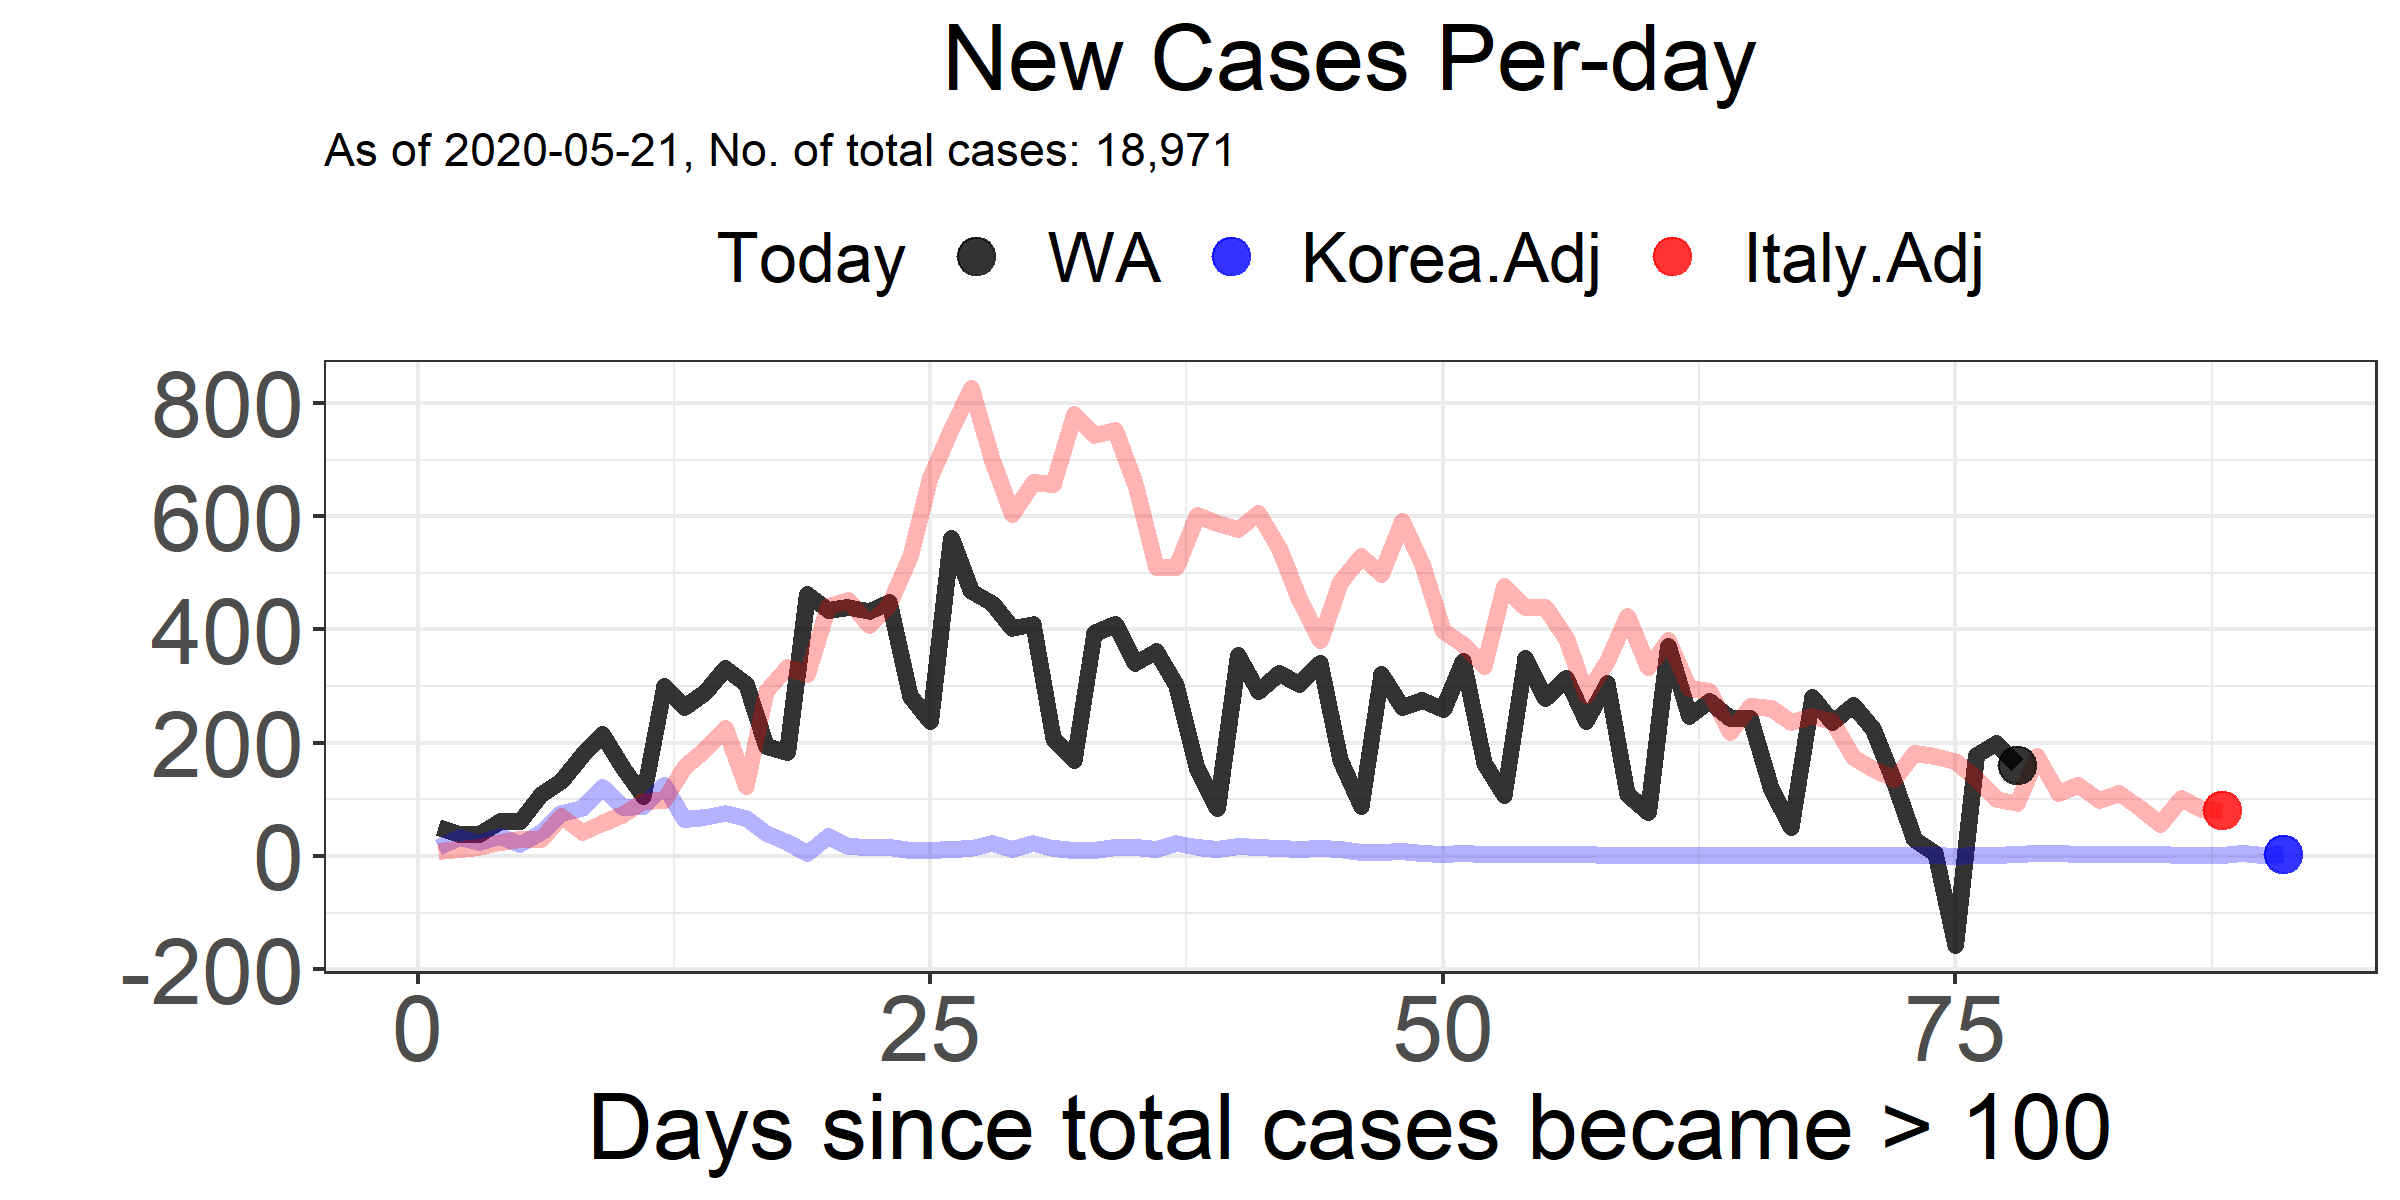 New Cases Per-day
As of 2020-05-21, No. of total cases: 18,971
Today WA Korea.Adj Italy.Adj
800
600
400
200
0
-200
0 25 50 75
Days since total cases became > 100